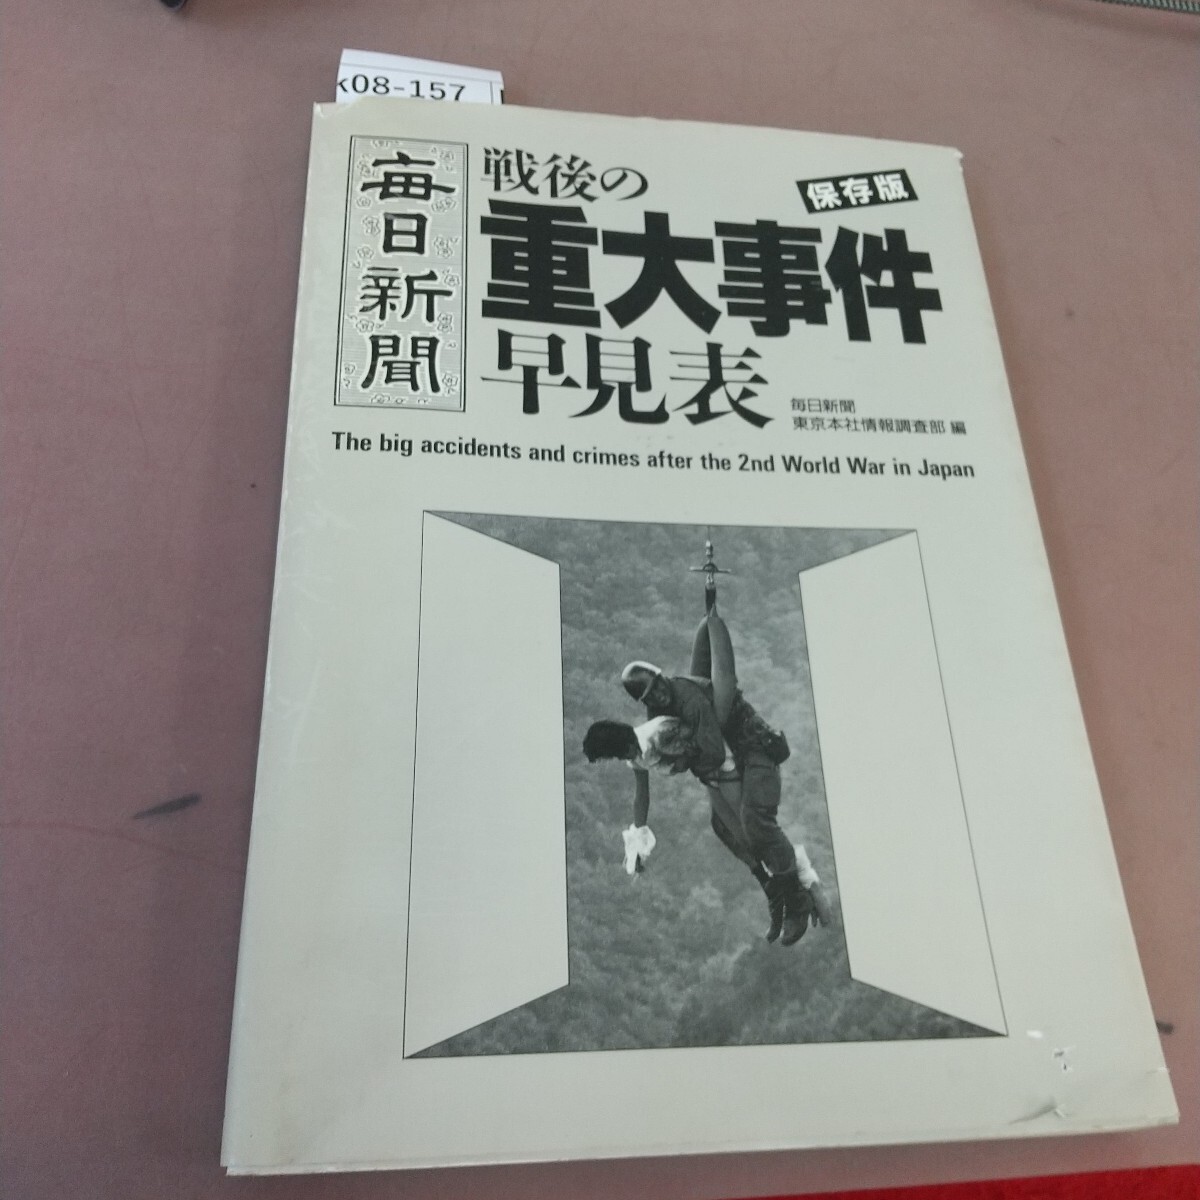 k08-157
毎日新聞
戦後の
保存版
重大事件
早見表
毎日新聞
東京本社情報調査部 編
The big accidents and crimes after the 2nd World War in Japan